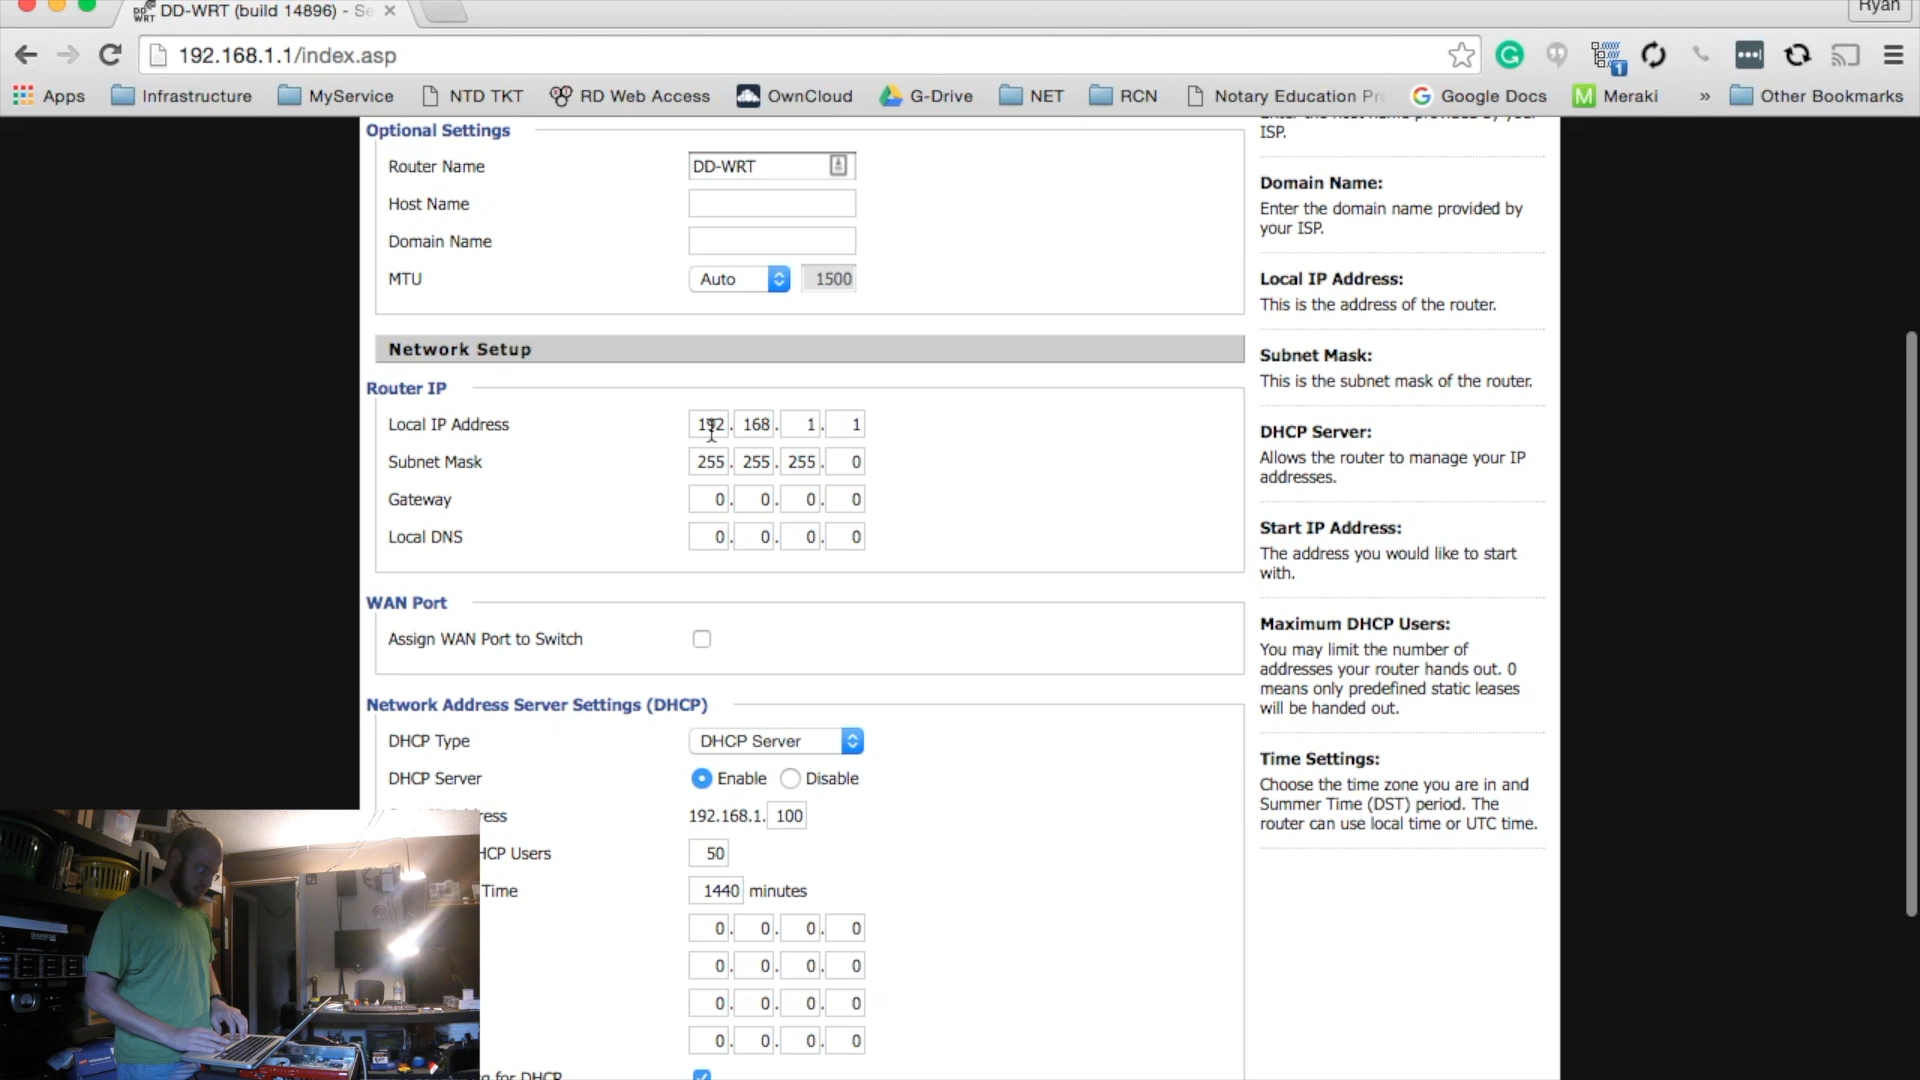 DD-WRT (build 14896) - Se
Ryan
192.168.1.1/index.asp
Apps Infrastructure MyService NTD TKT RD Web Access OwnCloud G-Drive NET RCN Notary Education Pro Google Docs Meraki » Other Bookmarks
Optional Settings
Router Name DD-WRT
Host Name
Domain Name
MTU Auto 1500
Network Setup
Router IP
Local IP Address 192. 168. 1. 1
Subnet Mask 255. 255. 255. 0
Gateway 0. 0. 0. 0
Local DNS 0. 0. 0. 0
WAN Port
Assign WAN Port to Switch
Network Address Server Settings (DHCP)
DHCP Type DHCP Server
DHCP Server Enable Disable
192.168.1. 100
Users 50
Time 1440 minutes
0. 0. 0. 0
0. 0. 0. 0
0. 0. 0. 0
0. 0. 0. 0
for DHCP
ISP.
Domain Name:
Enter the domain name provided by
your ISP.
Local IP Address:
This is the address of the router.
Subnet Mask:
This is the subnet mask of the router.
DHCP Server:
Allows the router to manage your IP
addresses.
Start IP Address:
The address you would like to start
with.
Maximum DHCP Users:
You may limit the number of
addresses your router hands out. 0
means only predefined static leases
will be handed out.
Time Settings:
Choose the time zone you are in and
Summer Time (DST) period. The
router can use local time or UTC time.